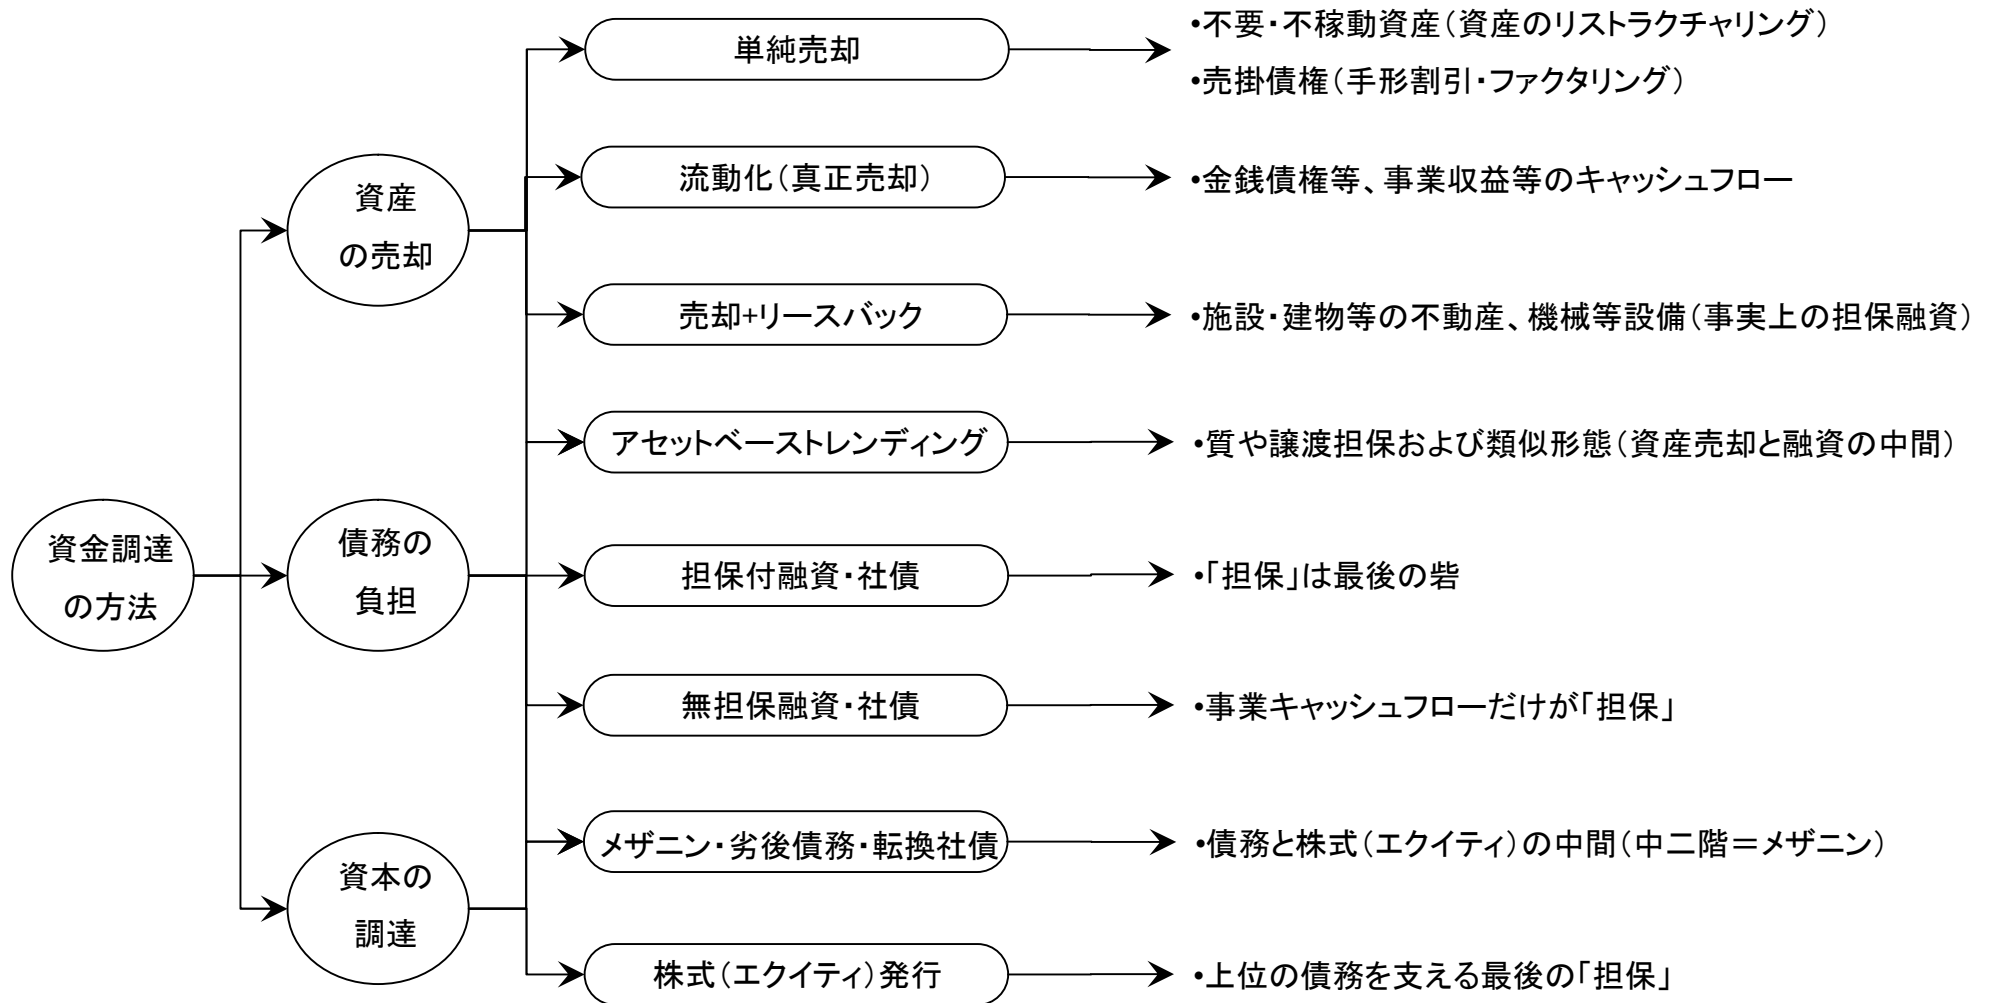 資金調達
の方法
資産
の売却
債務の
負担
資本の
調達
単純売却
•不要・不稼動資産（資産のリストラクチャリング）
•売掛債権（手形割引・ファクタリング）
流動化（真正売却）
•金銭債権等、事業収益等のキャッシュフロー
売却+リースバック
•施設・建物等の不動産、機械等設備（事実上の担保融資）
アセットベーストレンディング
•質や譲渡担保および類似形態（資産売却と融資の中間）
担保付融資・社債
•「担保」は最後の砦
無担保融資・社債
•事業キャッシュフローだけが「担保」
メザニン・劣後債務・転換社債
•債務と株式（エクイティ）の中間（中二階＝メザニン）
株式（エクイティ）発行
•上位の債務を支える最後の「担保」